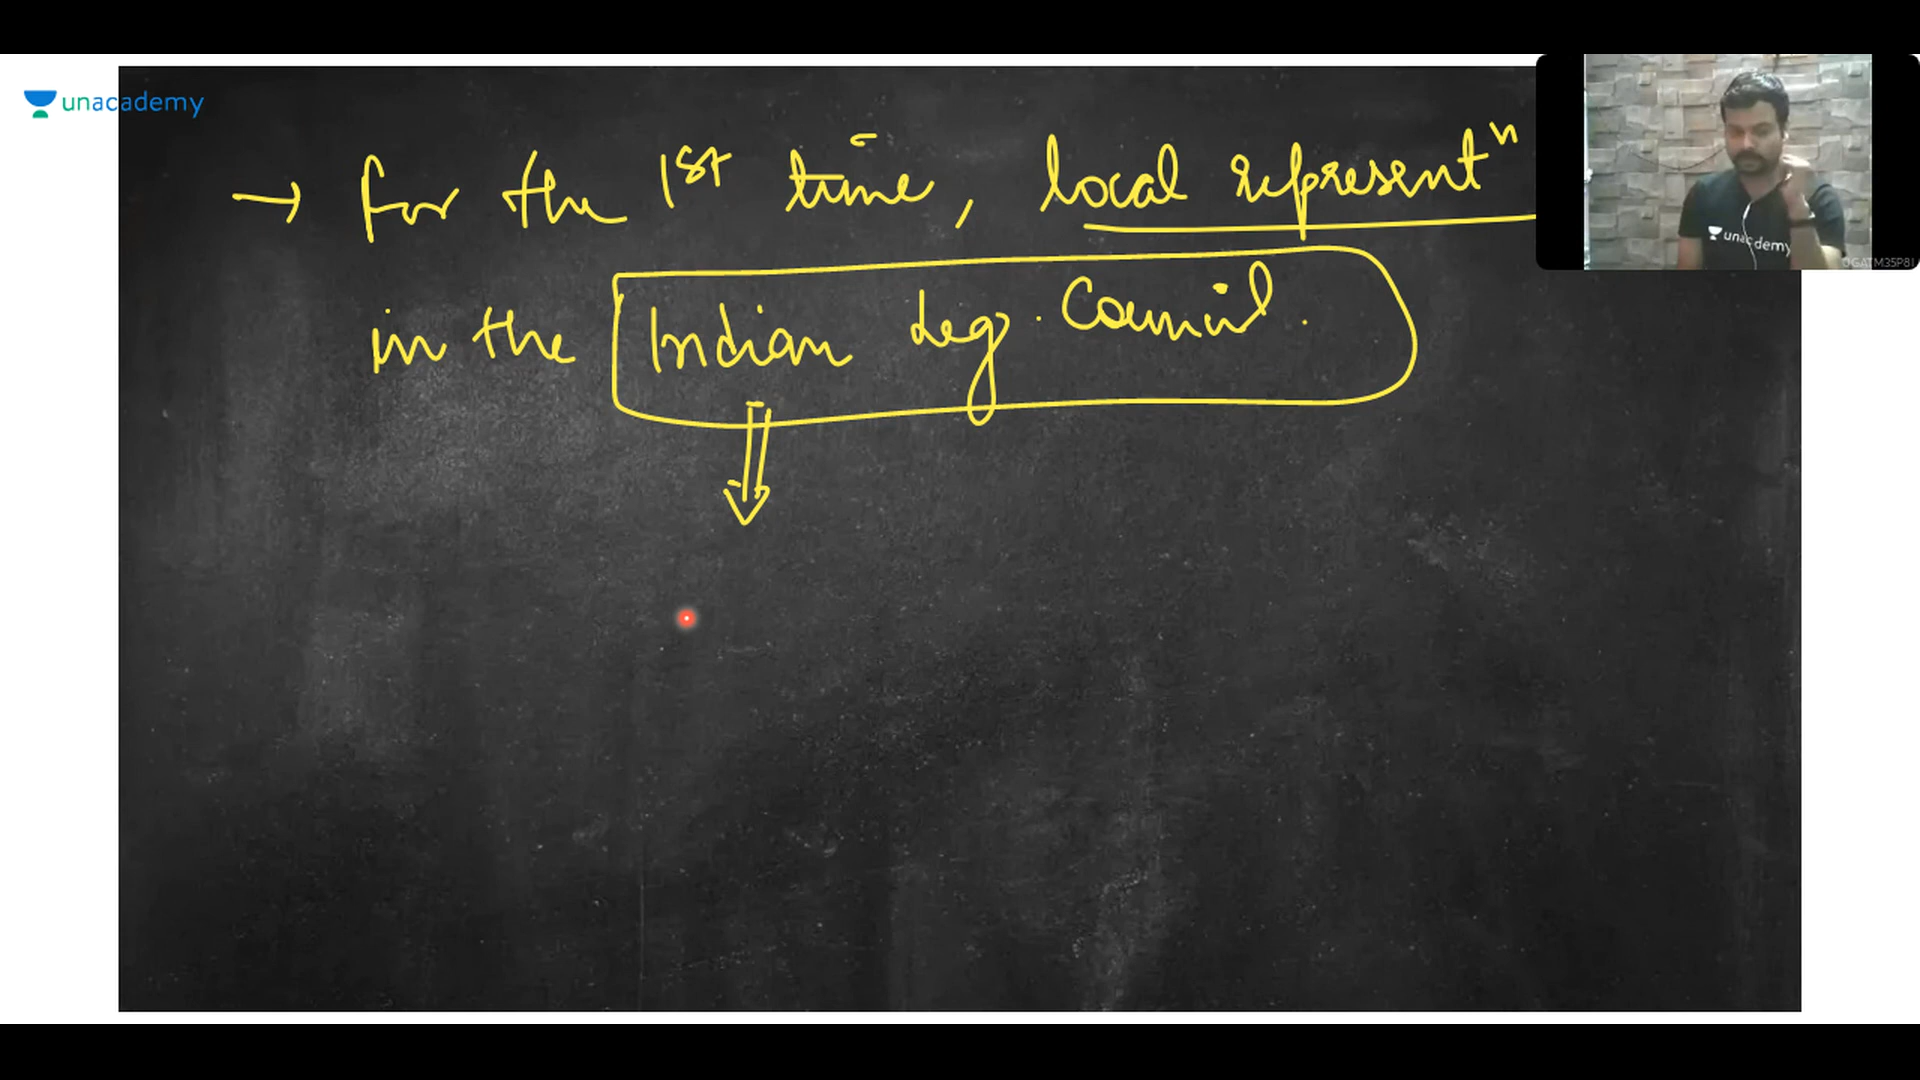 unacademy
→ for the 1st time, local representⁿ
in the Indian Leg. Council.
unacademy